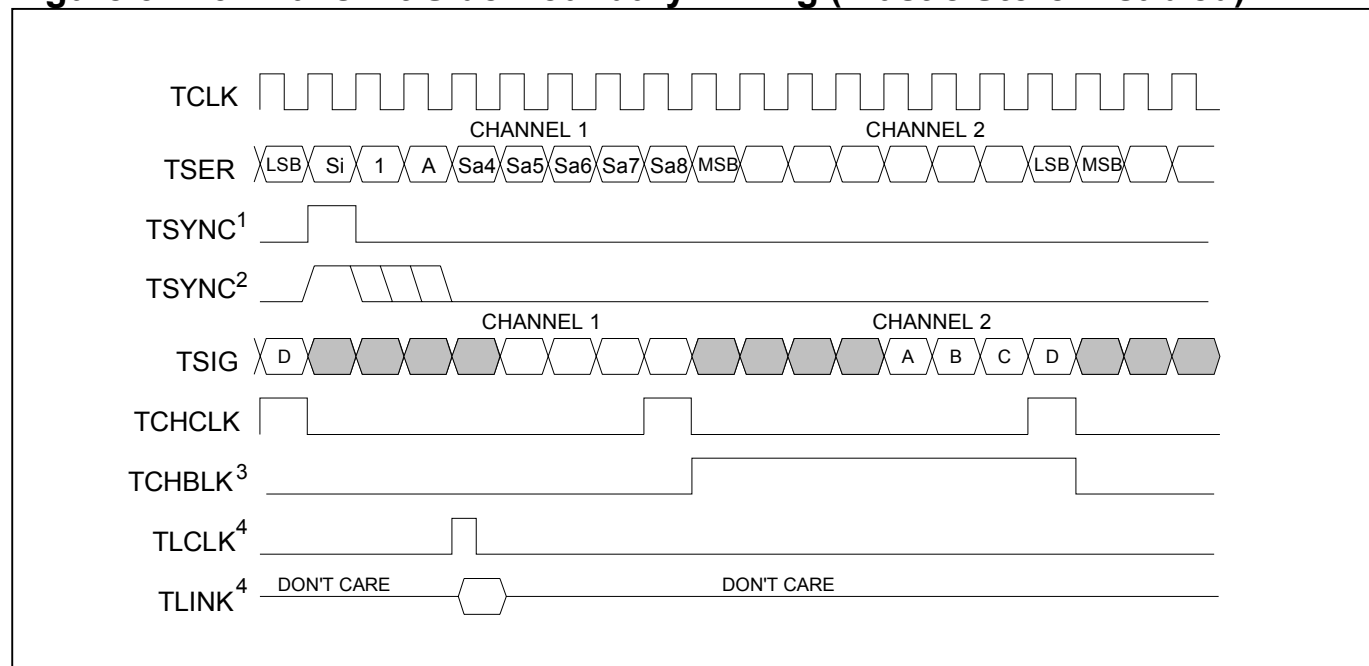 TCLK
CHANNEL 1 CHANNEL 2
TSER LSB Si 1 A Sa4 Sa5 Sa6 Sa7 Sa8 MSB LSB MSB
TSYNC1
TSYNC2
CHANNEL 1 CHANNEL 2
TSIG D A B C D
TCHCLK
TCHBLK3
TLCLK4
TLINK4 DON'T CARE DON'T CARE